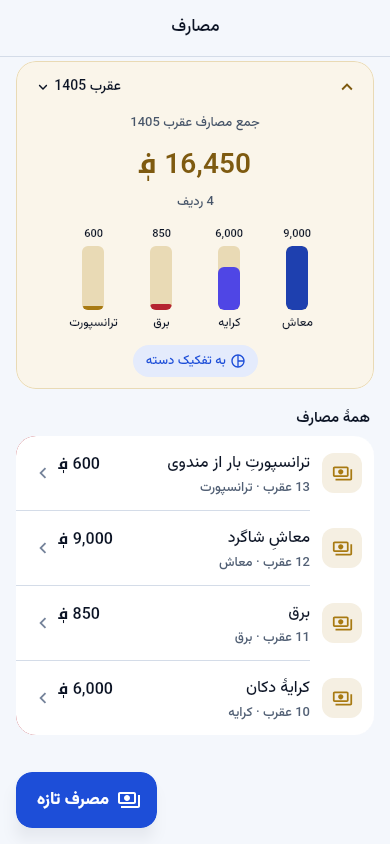 مصارف
عقرب 1405
جمع مصارف عقرب 1405
16,450 ؋
4 ردیف
9,000 6,000 850 600
معاش کرایه برق ترانسپورت
به تفکیک دسته
همهٔ مصارف
ترانسپورتِ بار از مندوی 600 ؋
13 عقرب · ترانسپورت
معاشِ شاگرد 9,000 ؋
12 عقرب · معاش
برق 850 ؋
11 عقرب · برق
کرایهٔ دکان 6,000 ؋
10 عقرب · کرایه
مصرف تازه